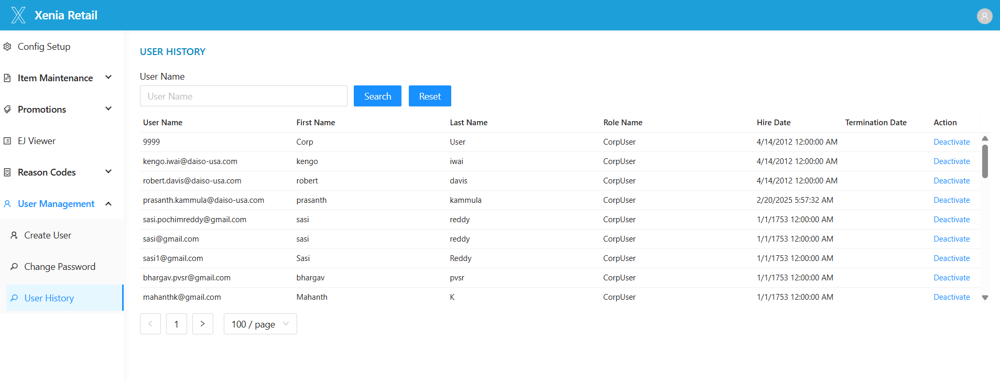 Xenia Retail
Config Setup
Item Maintenance
Promotions
EJ Viewer
Reason Codes
User Management
Create User
Change Password
User History
USER HISTORY
User Name
User Name Search Reset
User Name First Name Last Name Role Name Hire Date Termination Date Action
9999 Corp User CorpUser 4/14/2012 12:00:00 AM Deactivate
kengo.iwai@daiso-usa.com kengo iwai CorpUser 4/14/2012 12:00:00 AM Deactivate
robert.davis@daiso-usa.com robert davis CorpUser 4/14/2012 12:00:00 AM Deactivate
prasanth.kammula@daiso-usa.com prasanth kammula CorpUser 2/20/2025 5:57:32 AM Deactivate
sasi.pochimreddy@gmail.com sasi reddy CorpUser 1/1/1753 12:00:00 AM Deactivate
sasi@gmail.com sasi reddy CorpUser 1/1/1753 12:00:00 AM Deactivate
sasi1@gmail.com Sasi Reddy CorpUser 1/1/1753 12:00:00 AM Deactivate
bhargav.pvsr@gmail.com bhargav pvsr CorpUser 1/1/1753 12:00:00 AM Deactivate
mahanthk@gmail.com Mahanth K CorpUser 1/1/1753 12:00:00 AM Deactivate
< 1 > 100 / page